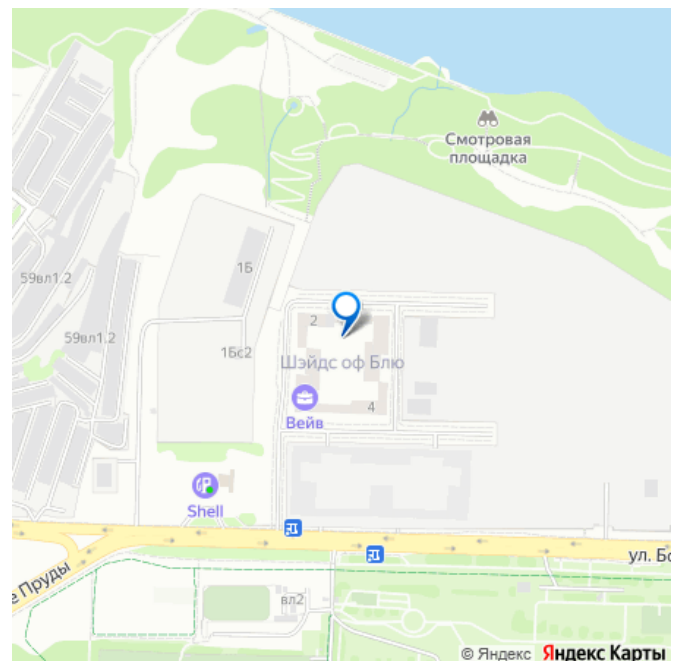 Смотровая
площадка
59вл1.2
1Б
59вл1.2
2
1Бс2
Шэйдс оф Блю
4
Вейв
Shell
ул. Бо
е Пруды
вл2
© Яндекс Яндекс Карты